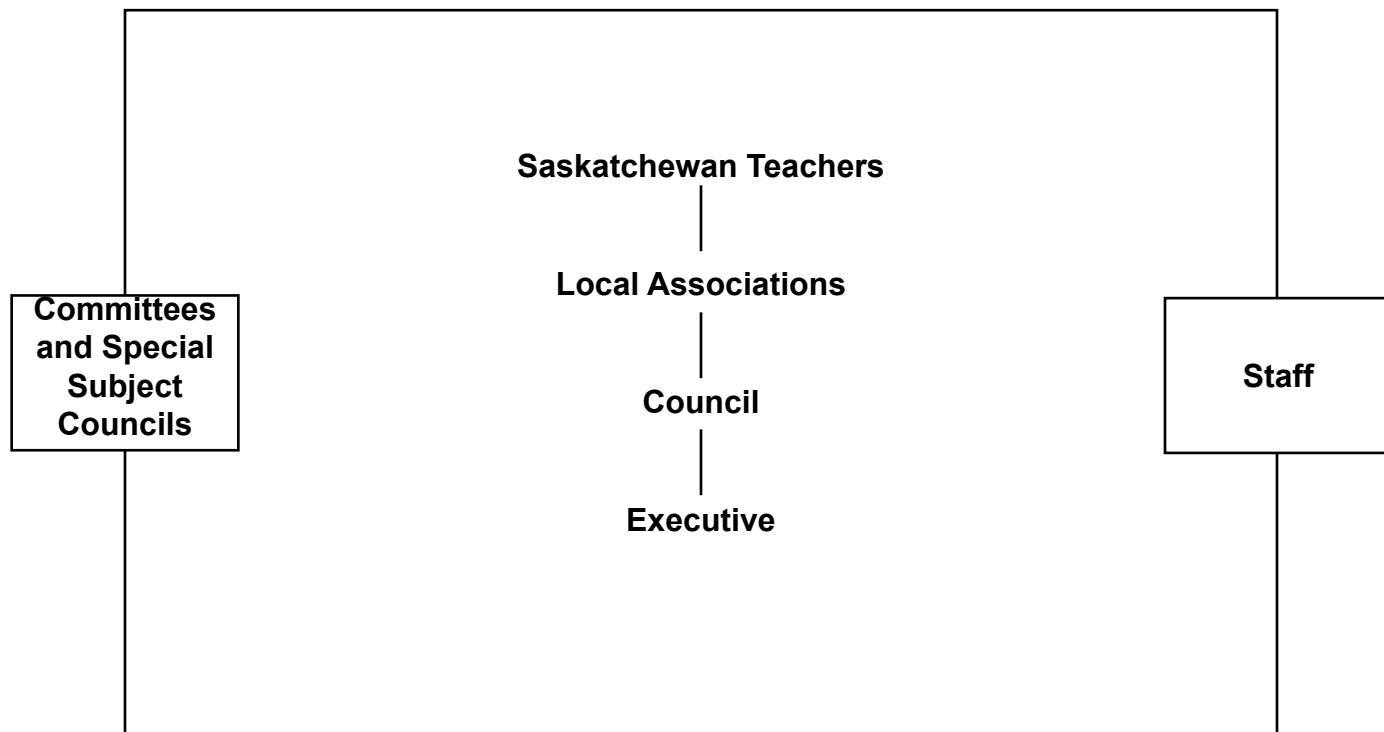 Saskatchewan Teachers
Local Associations
Council
Executive
Committees
and Special
Subject
Councils
Staff